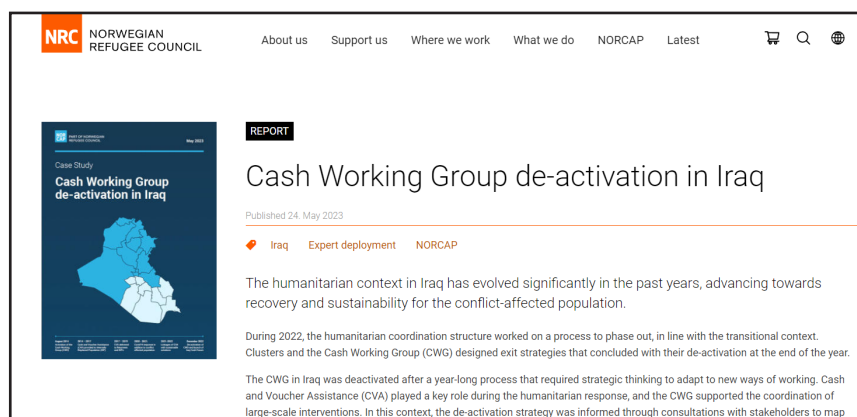 NRC NORWEGIAN
REFUGEE COUNCIL
About us Support us Where we work What we do NORCAP Latest
NOR
CAP
PART OF NORWEGIAN
REFUGEE COUNCIL
May 2023
Case Study
Cash Working Group
de-activation in Iraq
REPORT
Cash Working Group de-activation in Iraq
Published 24. May 2023
Iraq Expert deployment NORCAP
The humanitarian context in Iraq has evolved significantly in the past years, advancing towards
recovery and sustainability for the conflict-affected population.
During 2022, the humanitarian coordination structure worked on a process to phase out, in line with the transitional context.
Clusters and the Cash Working Group (CWG) designed exit strategies that concluded with their de-activation at the end of the year.
The CWG in Iraq was deactivated after a year-long process that required strategic thinking to adapt to new ways of working. Cash
and Voucher Assistance (CVA) played a key role during the humanitarian response, and the CWG supported the coordination of
large-scale interventions. In this context, the de-activation strategy was informed through consultations with stakeholders to map